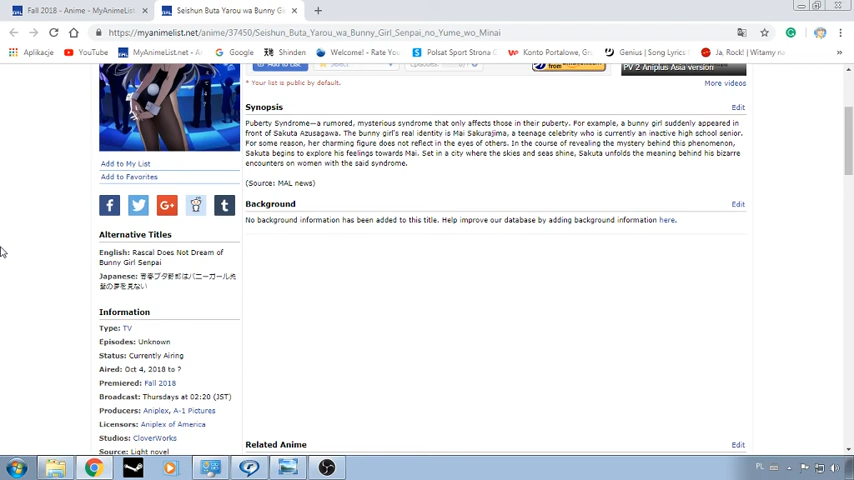 Fall 2018 - Anime - MyAnimeList
Seishun Buta Yarou wa Bunny Gi
https://myanimelist.net/anime/37450/Seishun_Buta_Yarou_wa_Bunny_Girl_Senpai_no_Yume_wo_Minai
Aplikacje YouTube MyAnimeList.net Google Shinden Welcome! - Rate You Polsat Sport Strona G Konto Portalowe, Gr Genius | Song Lyrics Ja, Rock! | Witamy na
Add to List Select Episodes:
from amazon.com
PV 2 Aniplus Asia version
* Your list is public by default.
More videos
Synopsis Edit
Puberty Syndrome—a rumored, mysterious syndrome that only affects those in their puberty. For example, a bunny girl suddenly appeared in
front of Sakuta Azusagawa. The bunny girl's real identity is Mai Sakurajima, a teenage celebrity who is currently an inactive high school senior.
For some reason, her charming figure does not reflect in the eyes of others. In the course of revealing the mystery behind this phenomenon,
Sakuta begins to explore his feelings towards Mai. Set in a city where the skies and seas shine, Sakuta unfolds the meaning behind his bizarre
encounters on women with the said syndrome.
(Source: MAL news)
Background Edit
No background information has been added to this title. Help improve our database by adding background information here.
Add to My List
Add to Favorites
Alternative Titles
English: Rascal Does Not Dream of
Bunny Girl Senpai
Japanese: 青春ブタ野郎はバニーガール先
輩の夢を見ない
Information
Type: TV
Episodes: Unknown
Status: Currently Airing
Aired: Oct 4, 2018 to ?
Premiered: Fall 2018
Broadcast: Thursdays at 02:20 (JST)
Producers: Aniplex, A-1 Pictures
Licensors: Aniplex of America
Studios: CloverWorks
Source: Light novel
Related Anime Edit
PL